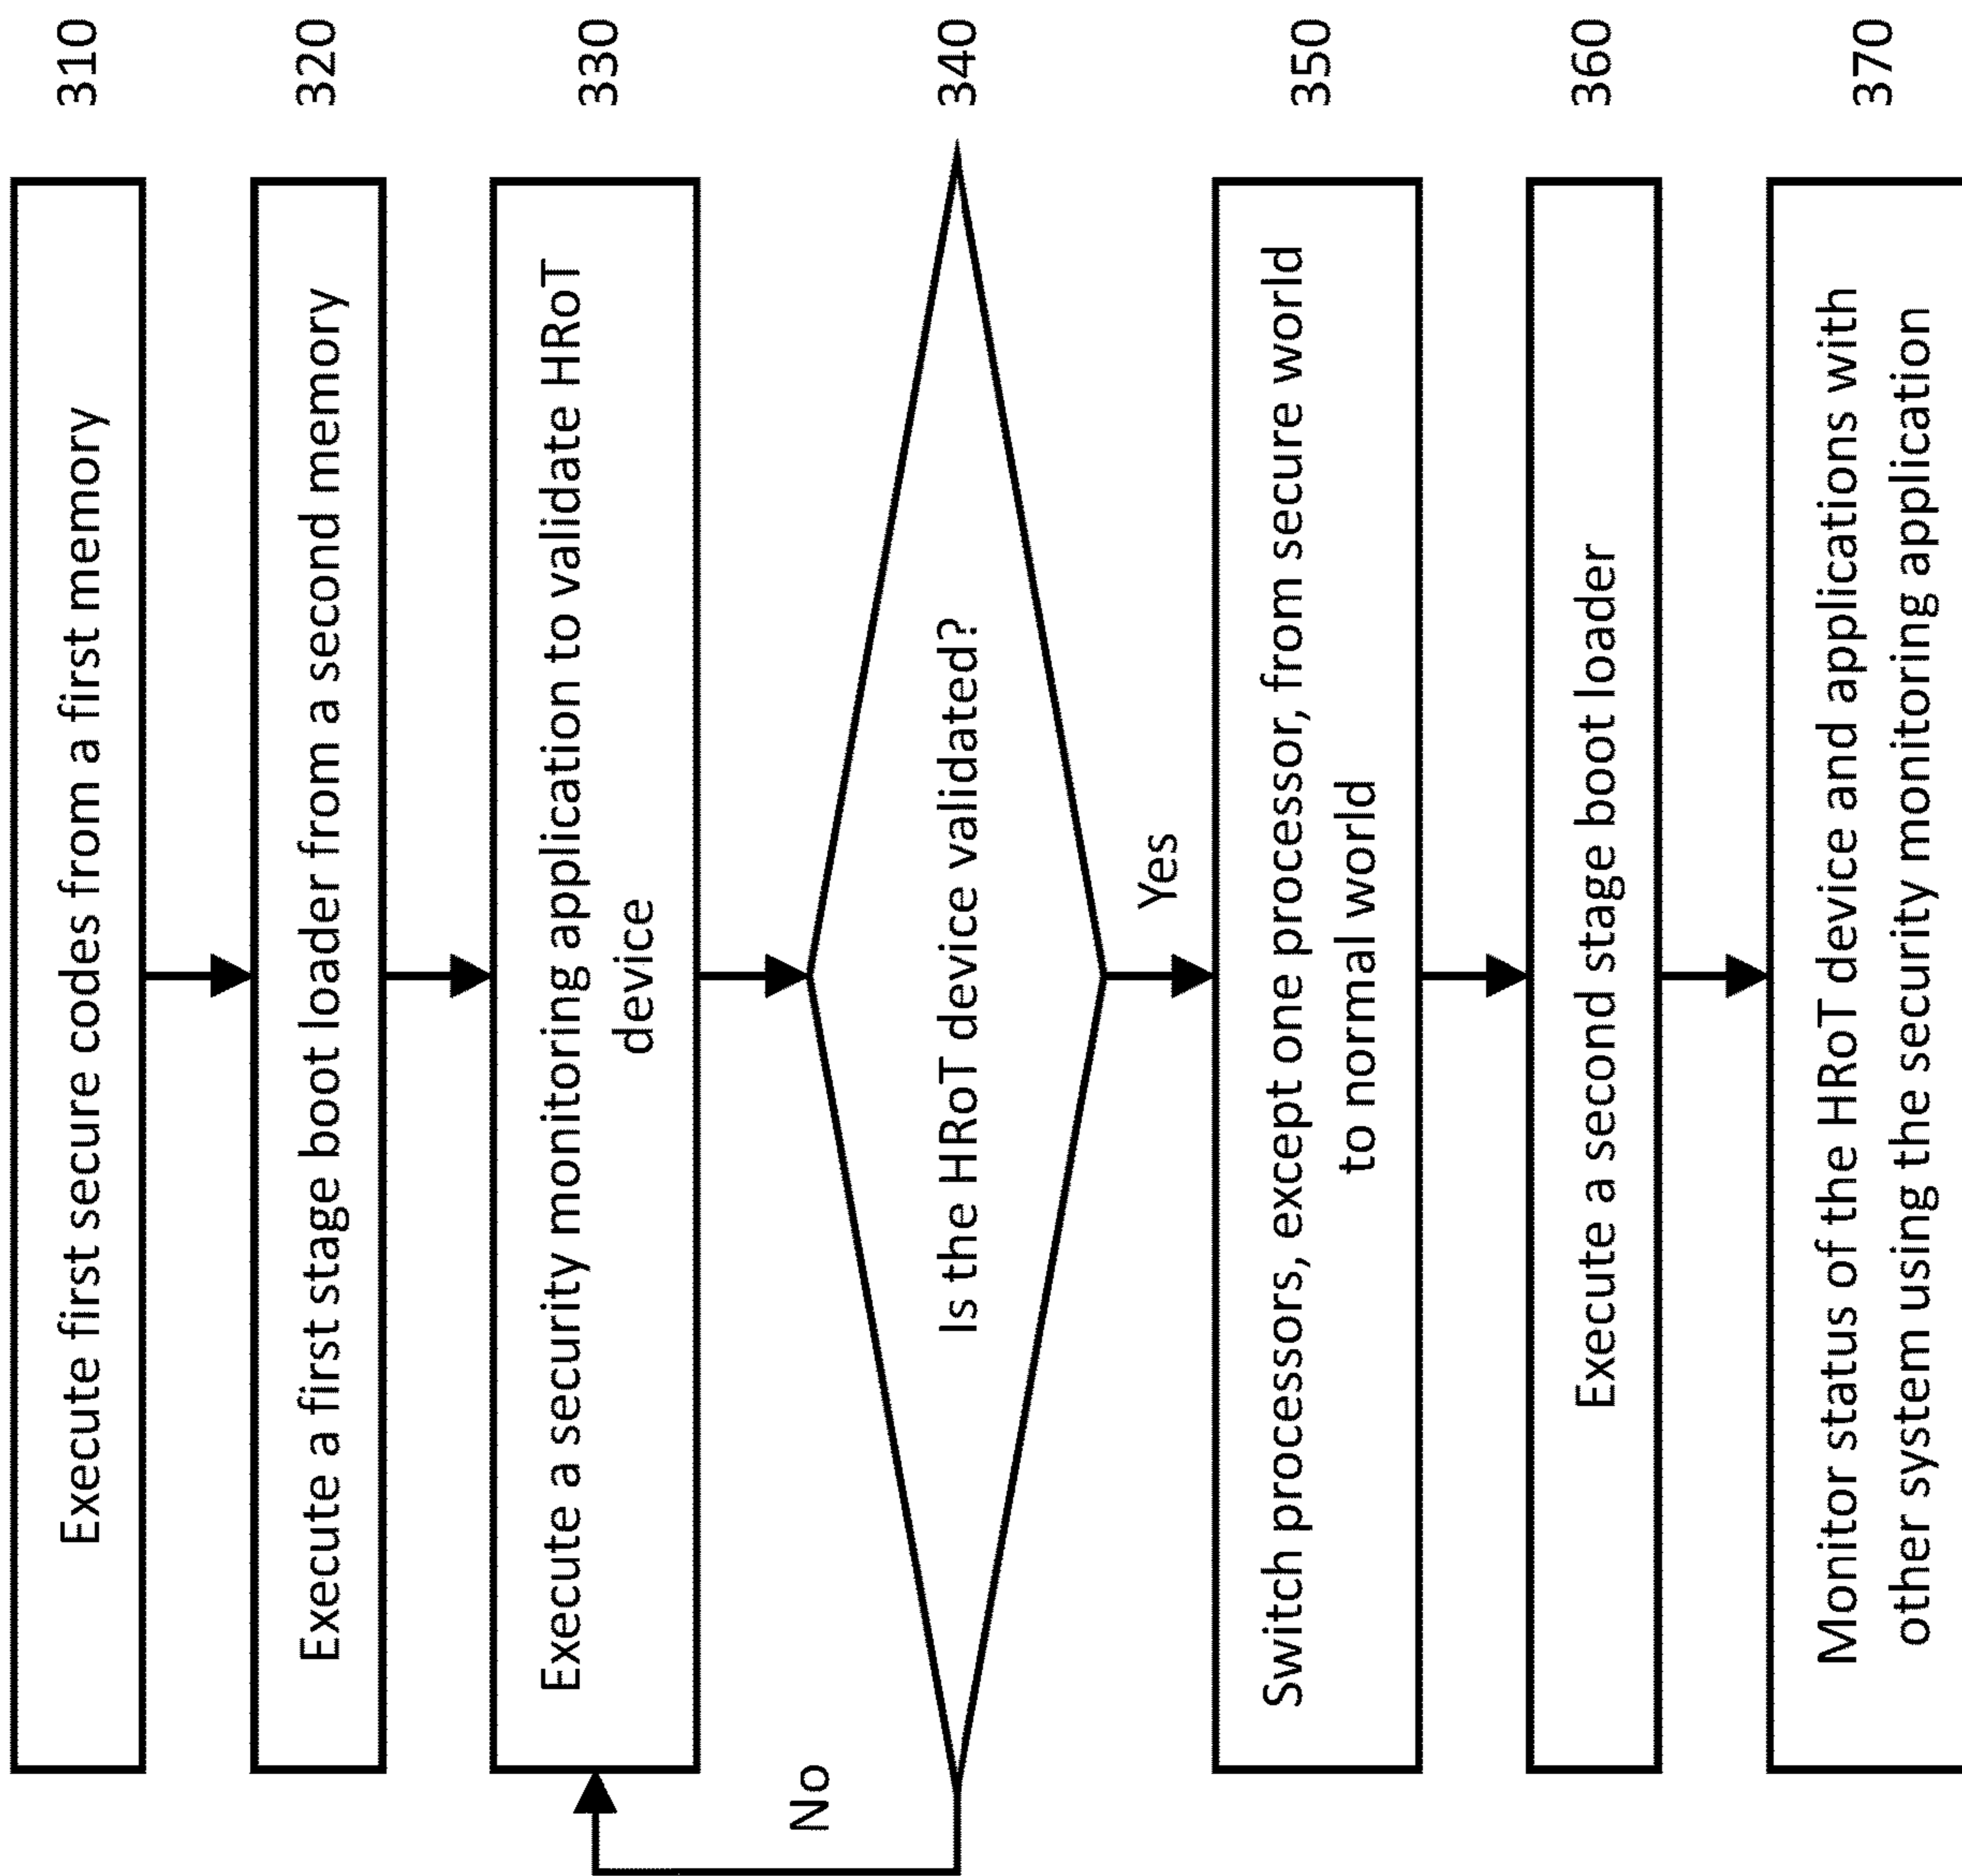 Execute first secure codes from a first memory
310
Execute a first stage boot loader from a second memory
320
Execute a security monitoring application to validate HRoT
device
330
Is the HRoT device validated?
340
No
Yes
Switch processors, except one processor, from secure world
to normal world
350
Execute a second stage boot loader
360
Monitor status of the HRoT device and applications with
other system using the security monitoring application
370